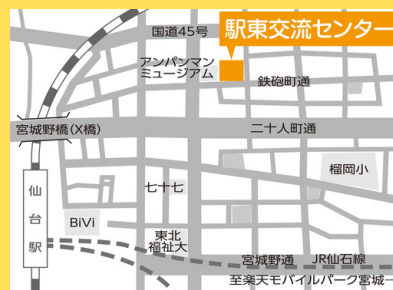 国道45号
駅東交流センター
アンパンマン
ミュージアム
鉄砲町通
宮城野橋(X橋)
二十人町通
榴岡小
七十七
仙台駅
BiVi
東北
福祉大
宮城野通
JR仙石線
至楽天モバイルパーク宮城